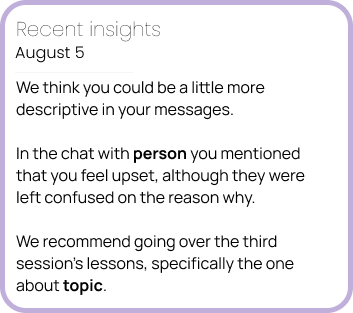 Recent insights
August 5
We think you could be a little more
descriptive in your messages.
In the chat with person you mentioned
that you feel upset, although they were
left confused on the reason why.
We recommend going over the third
session's lessons, specifically the one
about topic.